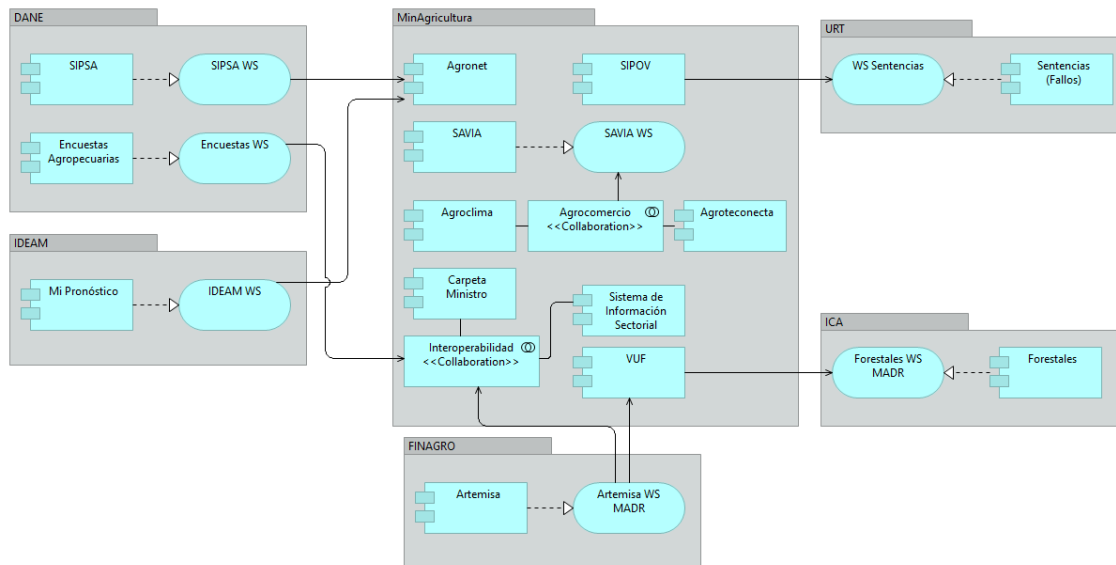 DANE
SIPSA
SIPSA WS
Encuestas
Agropecuarias
Encuestas WS
IDEAM
Mi Pronóstico
IDEAM WS
MinAgricultura
Agronet
SIPOV
SAVIA
SAVIA WS
Agroclima
Agrocomercio
<<Collaboration>>
Agroteconecta
Carpeta
Ministro
Sistema de
Información
Sectorial
Interoperabilidad
<<Collaboration>>
VUF
URT
WS Sentencias
Sentencias
(Fallos)
ICA
Forestales WS
MADR
Forestales
FINAGRO
Artemisa
Artemisa WS
MADR